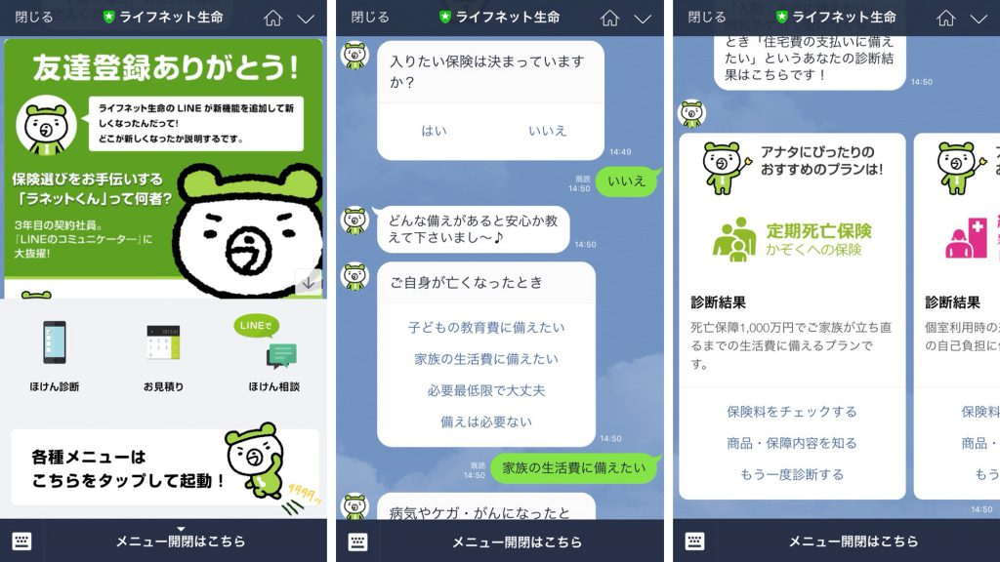 閉じる
ライフネット生命
友達登録ありがとう!
ライフネット生命のLINEが新機能を追加して新
しくなったんだって!
どこが新しくなったか説明するです。
保険選びをお手伝いする
「ラネットくん」って何者?
3年目の契約社員。
「LINEのコミュニケーター」に
大抜擢!
ラ
LINEで
ほけん診断
お見積り
ほけん相談
各種メニューは
こちらをタップして起動!
ラ
タタタタッ
メニュー開閉はこちら
閉じる
ライフネット生命
入りたい保険は決まっています
か?
はい
いいえ
14:49
既読
14:50
いいえ
どんな備えがあると安心か教
えて下さいまし〜♪
14:50
ご自身が亡くなったとき
子どもの教育費に備えたい
家族の生活費に備えたい
必要最低限で大丈夫
備えは必要ない
14:50
既読
14:50
家族の生活費に備えたい
病気やケガ・がんになったと
メニュー開閉はこちら
閉じる
ライフネット生命
とき「住宅費の支払いに備え
たい」というあなたの診断結
果はこちらです!
14:50
アナタにぴったりの
おすすめのプランは!
定期死亡保険
かぞくへの保険
診断結果
死亡保障1,000万円でご家族が立ち直
るまでの生活費に備えるプランで
す。
保険料をチェックする
商品・保障内容を知る
もう一度診断する
診断結果
個室利用時の
の自己負担に
保険料
商品・
もう
14:50
メニュー開閉はこちら